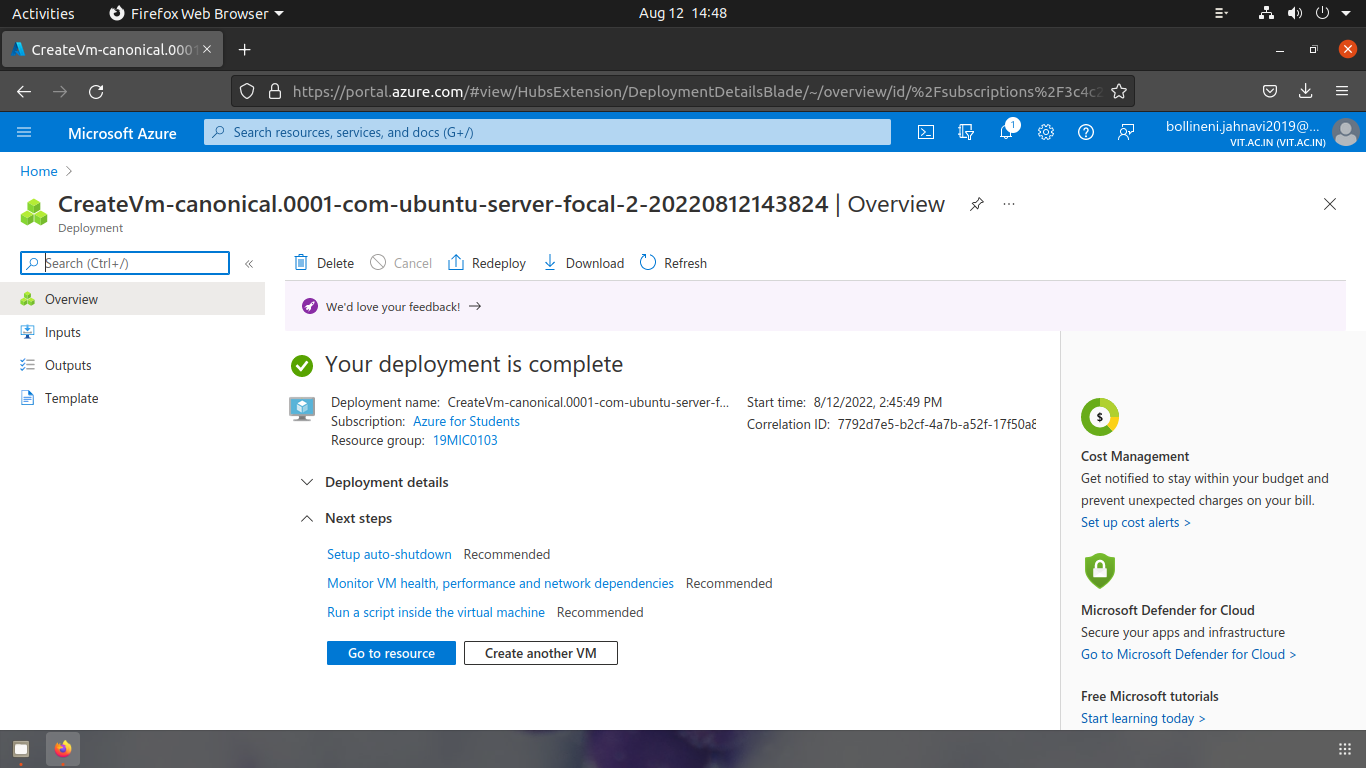 Activities Firefox Web Browser Aug 12 14:48
CreateVm-canonical.0001
https://portal.azure.com/#view/HubsExtension/DeploymentDetailsBlade/~/overview/id/%2Fsubscriptions%2F3c4c2
Microsoft Azure Search resources, services, and docs (G+/) 1 bollineni.jahnavi2019@...
VIT.AC.IN (VIT.AC.IN)
Home >
CreateVm-canonical.0001-com-ubuntu-server-focal-2-20220812143824 | Overview ...
Deployment
Search (Ctrl+/) «
Delete Cancel Redeploy Download Refresh
Overview
Inputs
Outputs
Template
We'd love your feedback! →
Your deployment is complete
Deployment name: CreateVm-canonical.0001-com-ubuntu-server-f...
Subscription: Azure for Students
Resource group: 19MIC0103
Start time: 8/12/2022, 2:45:49 PM
Correlation ID: 7792d7e5-b2cf-4a7b-a52f-17f50a8
Deployment details
Next steps
Setup auto-shutdown Recommended
Monitor VM health, performance and network dependencies Recommended
Run a script inside the virtual machine Recommended
Go to resource Create another VM
$
Cost Management
Get notified to stay within your budget and
prevent unexpected charges on your bill.
Set up cost alerts >
Microsoft Defender for Cloud
Secure your apps and infrastructure
Go to Microsoft Defender for Cloud >
Free Microsoft tutorials
Start learning today >